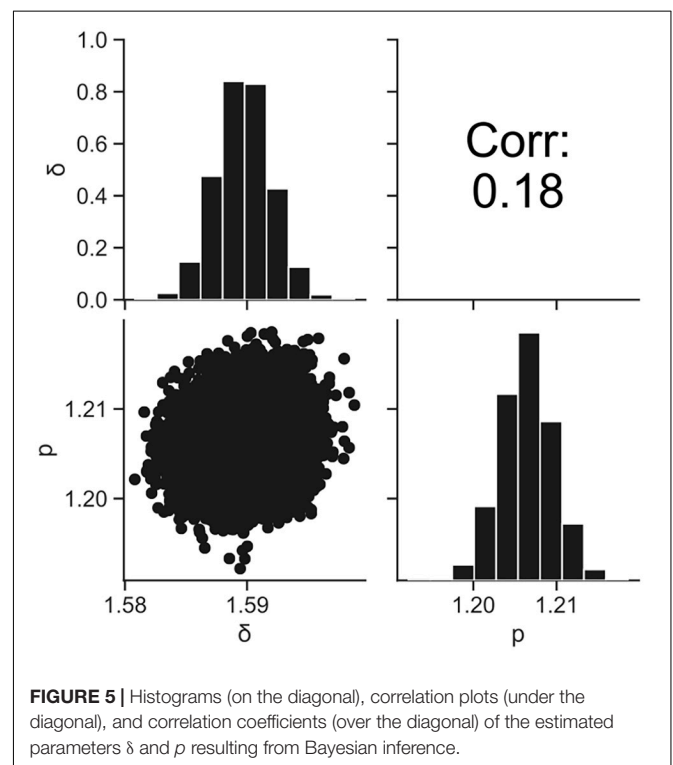 1.0
0.8
0.6
0.4
0.2
0.0
δ
Corr:
0.18
1.21
1.20
p
1.58 1.59
δ
1.20 1.21
p
FIGURE 5 | Histograms (on the diagonal), correlation plots (under the
diagonal), and correlation coefficients (over the diagonal) of the estimated
parameters δ and p resulting from Bayesian inference.